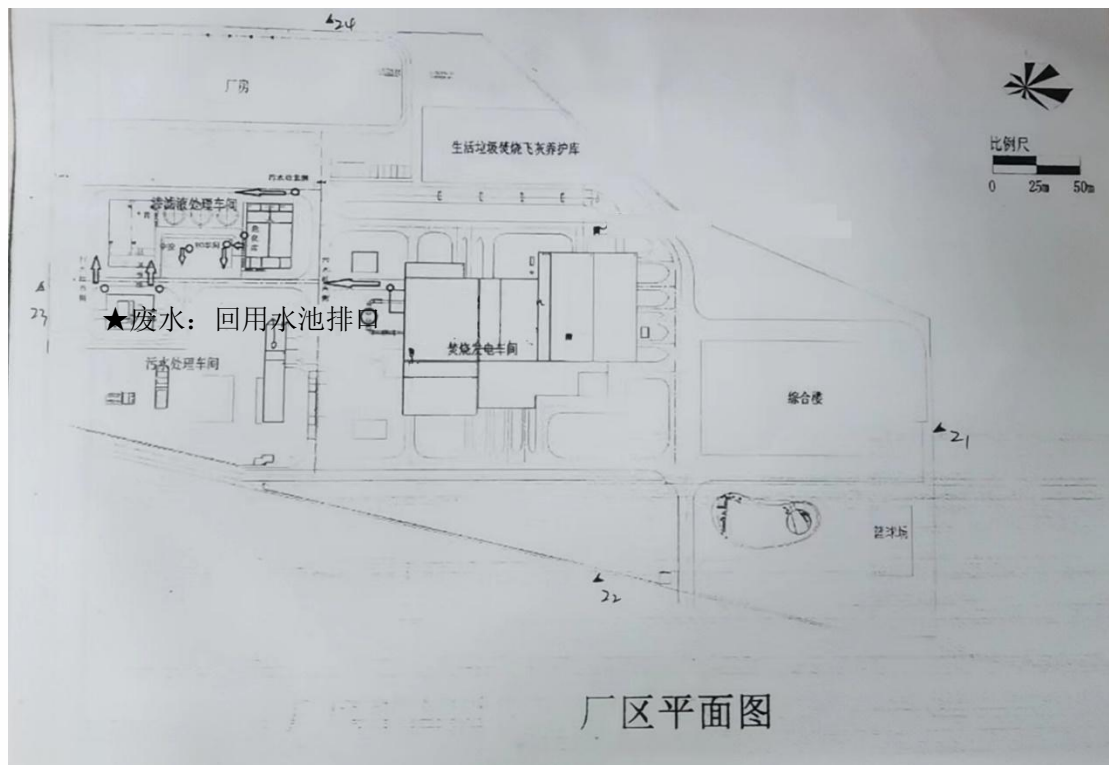 ▲24
厂房
生活垃圾焚烧飞灰养护库
比例尺
0 25m 50m
渗滤液处理车间
▲23
★废水：回用水池排口
焚烧发电车间
污水处理车间
综合楼
▲21
篮球场
▲22
厂区平面图